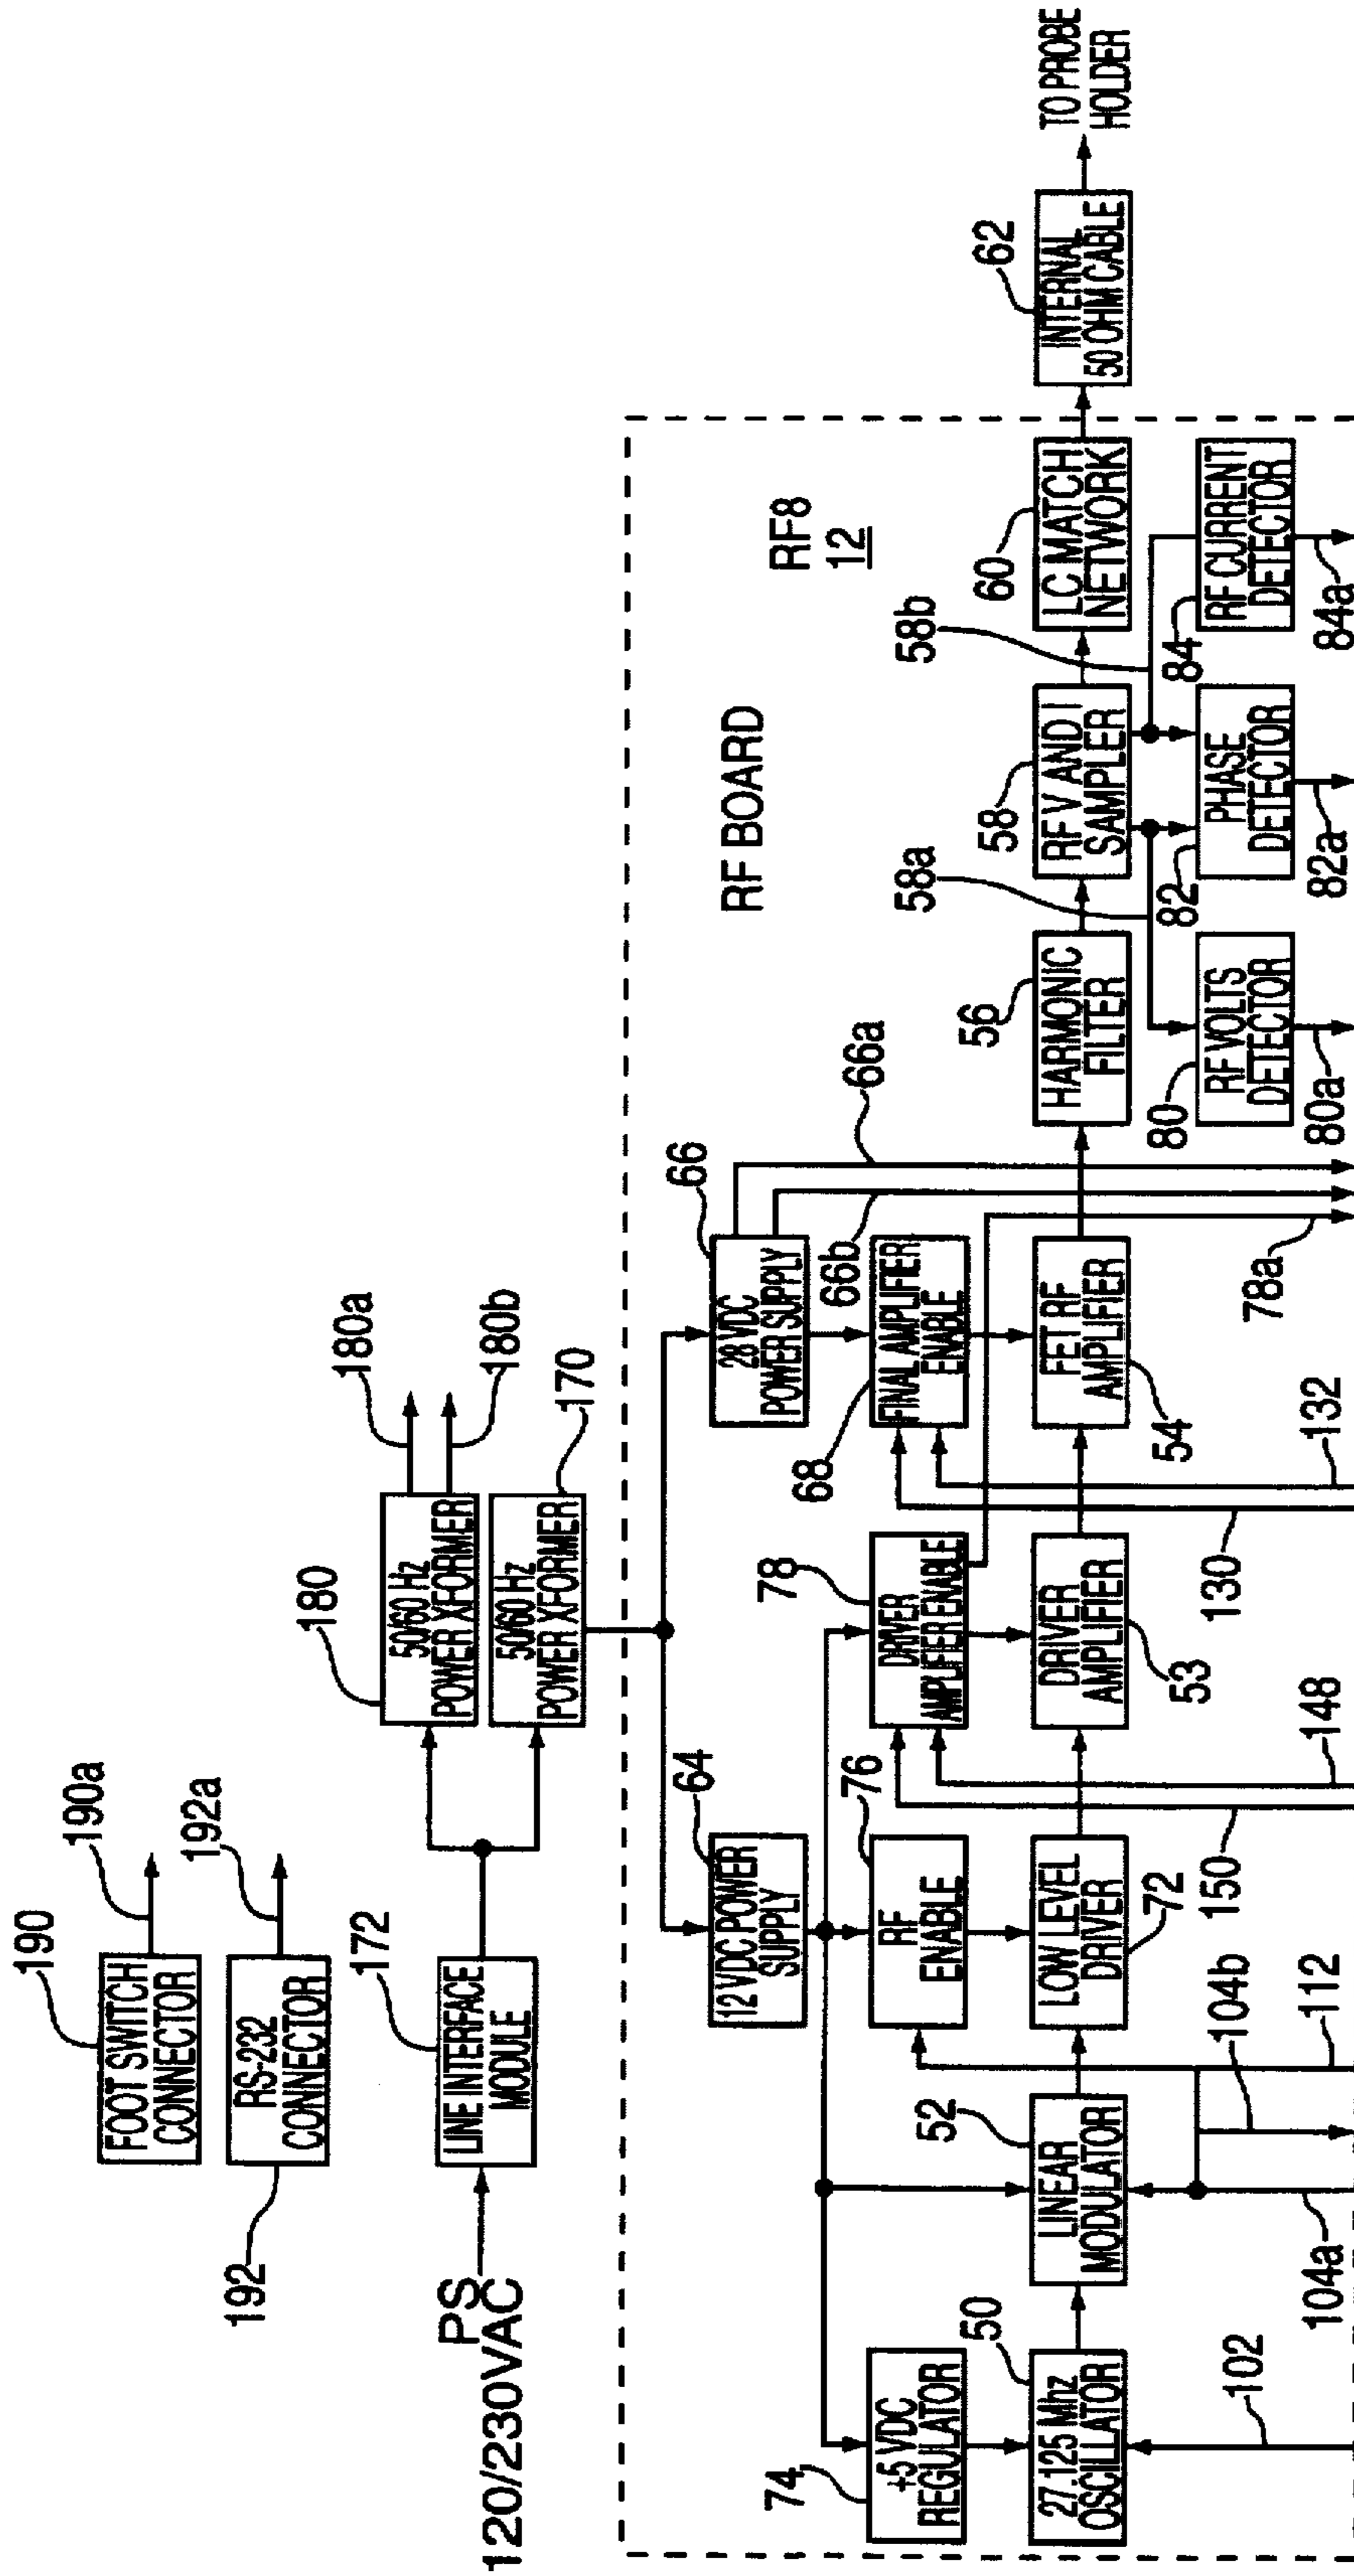 190
FOOT SWITCH
CONNECTOR
190a
RS-232
CONNECTOR
192
192a
PS
120/230VAC
172
LINE INTERFACE
MODULE
180
50/60 Hz
POWER XFORMER
180a
180b
50/60 Hz
POWER XFORMER
170
RF BOARD
RF8
12
64
12 VDC POWER
SUPPLY
66
28 VDC
POWER SUPPLY
66a
66b
74
+5 VDC
REGULATOR
76
RF
ENABLE
78
DRIVER
AMPLIFIER ENABLE
68
FINAL AMPLIFIER
ENABLE
50
27.125 Mhz
OSCILLATOR
52
LINEAR
MODULATOR
LOW LEVEL
DRIVER
72
DRIVER
AMPLIFIER
53
FET RF
AMPLIFIER
54
56
HARMONIC
FILTER
58
RF V AND I
SAMPLER
58a
58b
60
LC MATCH
NETWORK
62
INTERNAL
50 OHM CABLE
TO PROBE
HOLDER
80
RF VOLTS
DETECTOR
82
PHASE
DETECTOR
84
RF CURRENT
DETECTOR
102
104a
104b
112
150
148
130
132
78a
80a
82a
84a